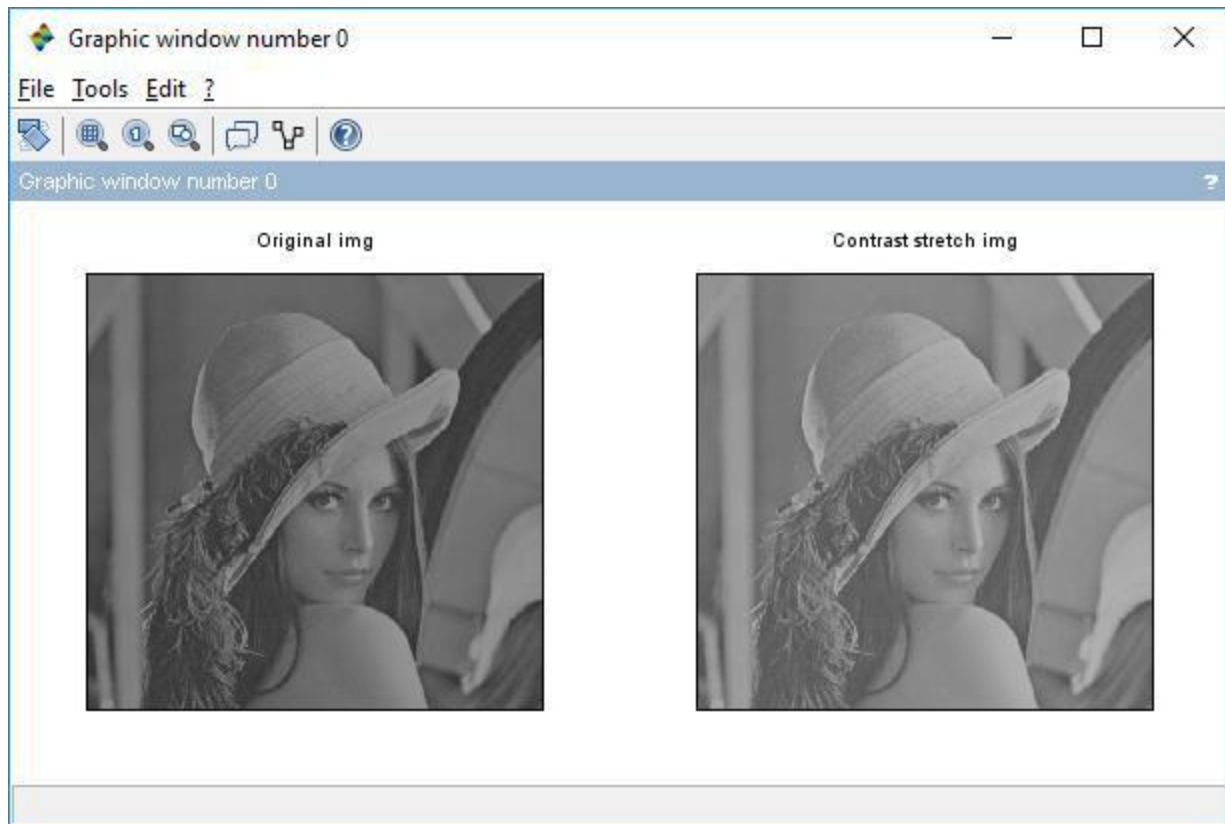 Graphic window number 0
File Tools Edit ?
Graphic window number 0 ?
Original img
Contrast stretch img